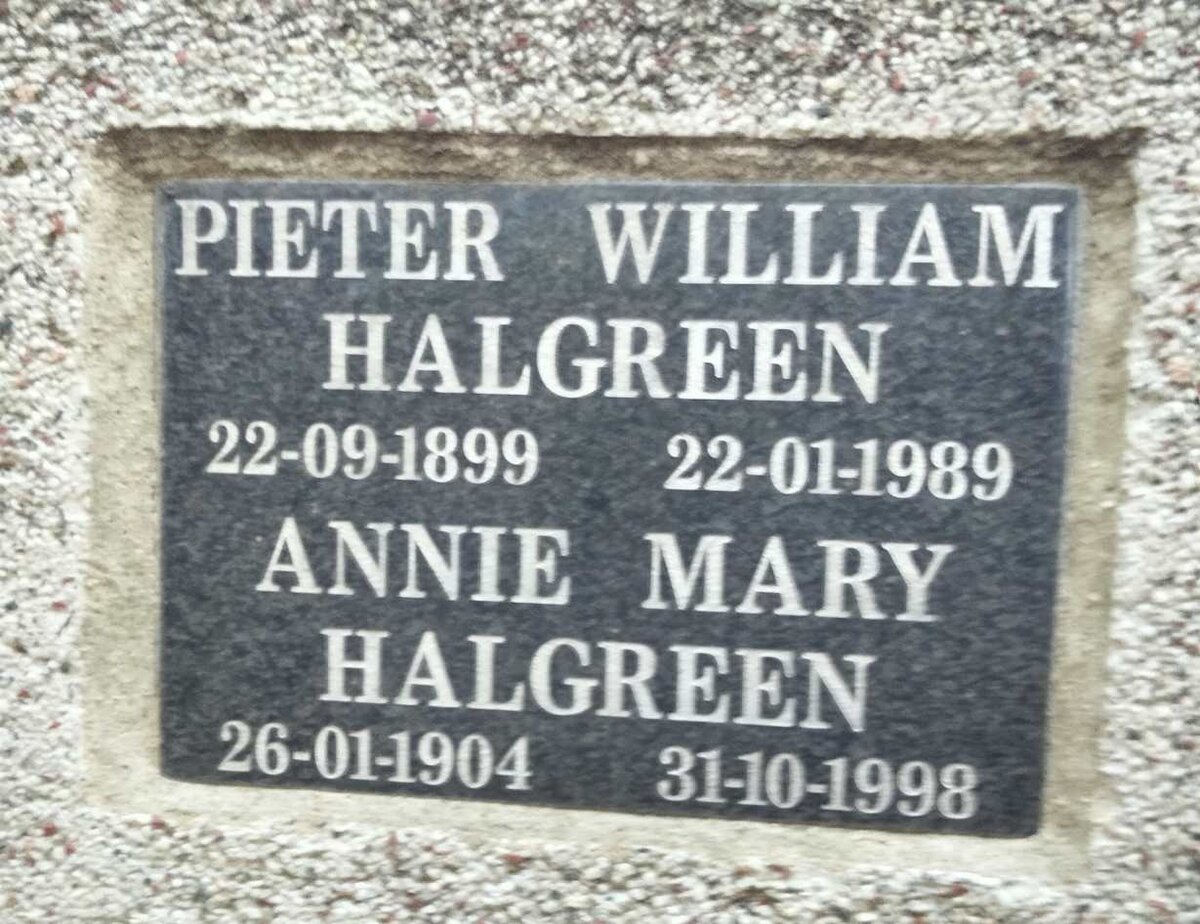 PIETER WILLIAM
HALGREEN
22-09-1899 22-01-1989
ANNIE MARY
HALGREEN
26-01-1904 31-10-1998